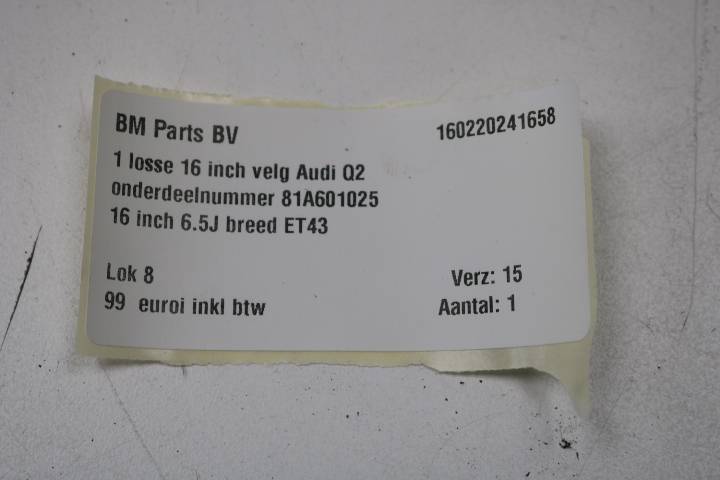 BM Parts BV 160220241658
1 losse 16 inch velg Audi Q2
onderdeelnummer 81A601025
16 inch 6.5J breed ET43
Lok 8 Verz: 15
99 euroi inkl btw Aantal: 1